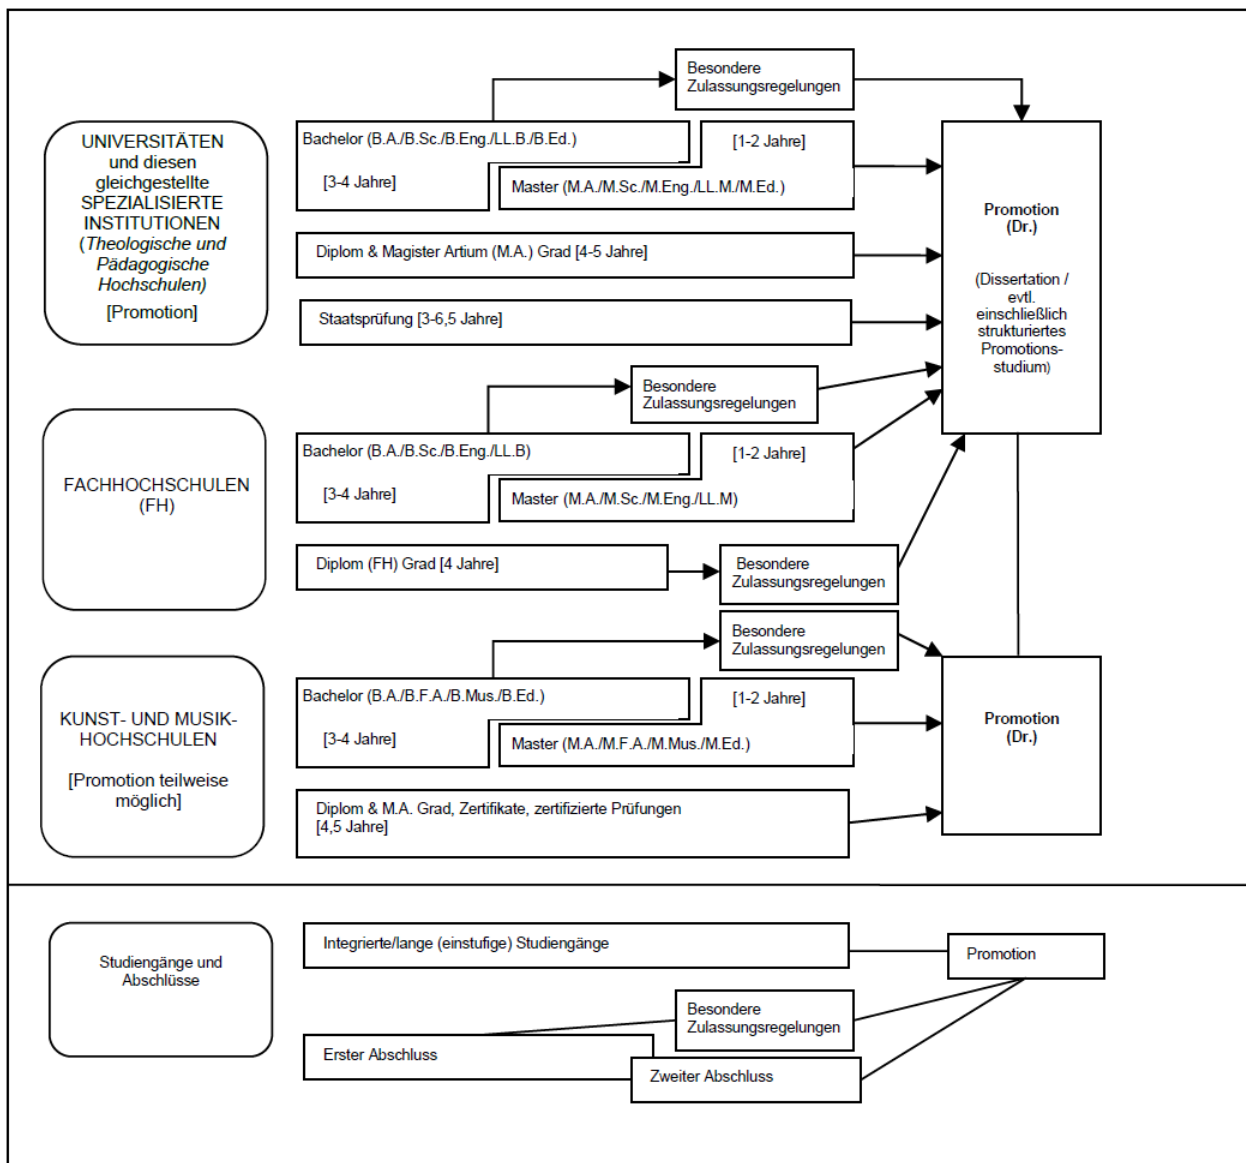 Besondere
Zulassungsregelungen
UNIVERSITÄTEN
und diesen
gleichgestellte
SPEZIALISIERTE
INSTITUTIONEN
(Theologische und
Pädagogische
Hochschulen)
[Promotion]
Bachelor (B.A./B.Sc./B.Eng./LL.B./B.Ed.)
[1-2 Jahre]
[3-4 Jahre]
Master (M.A./M.Sc./M.Eng./LL.M./M.Ed.)
Diplom & Magister Artium (M.A.) Grad [4-5 Jahre]
Staatsprüfung [3-6,5 Jahre]
Promotion
(Dr.)
(Dissertation /
evtl.
einschließlich
strukturiertes
Promotions-
studium)
Besondere
Zulassungsregelungen
FACHHOCHSCHULEN
(FH)
Bachelor (B.A./B.Sc./B.Eng./LL.B)
[1-2 Jahre]
[3-4 Jahre]
Master (M.A./M.Sc./M.Eng./LL.M)
Diplom (FH) Grad [4 Jahre]
Besondere
Zulassungsregelungen
Besondere
Zulassungsregelungen
KUNST- UND MUSIK-
HOCHSCHULEN
[Promotion teilweise
möglich]
Bachelor (B.A./B.F.A./B.Mus./B.Ed.)
[1-2 Jahre]
[3-4 Jahre]
Master (M.A./M.F.A./M.Mus./M.Ed.)
Diplom & M.A. Grad, Zertifikate, zertifizierte Prüfungen
[4,5 Jahre]
Promotion
(Dr.)
Studiengänge und
Abschlüsse
Integrierte/lange (einstufige) Studiengänge
Promotion
Besondere
Zulassungsregelungen
Erster Abschluss
Zweiter Abschluss